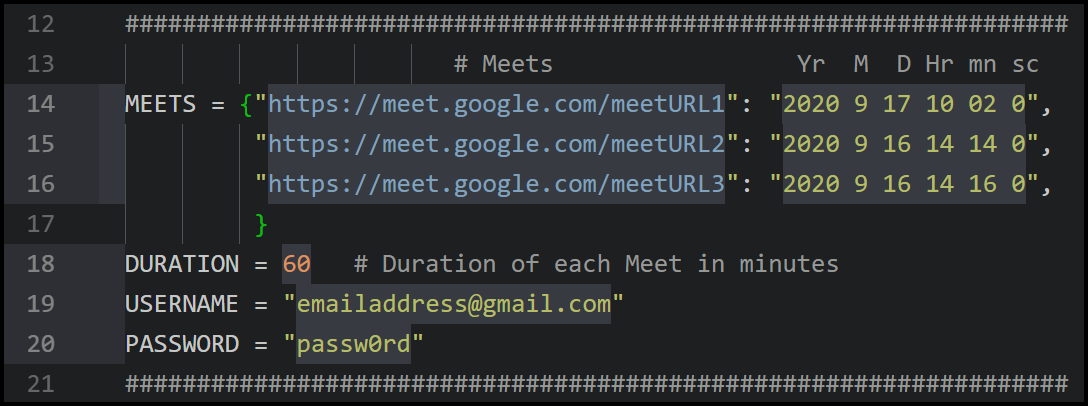 12 ##################################################################
13 # Meets Yr M D Hr mn sc
14 MEETS = {"https://meet.google.com/meetURL1": "2020 9 17 10 02 0",
15 "https://meet.google.com/meetURL2": "2020 9 16 14 14 0",
16 "https://meet.google.com/meetURL3": "2020 9 16 14 16 0",
17 }
18 DURATION = 60 # Duration of each Meet in minutes
19 USERNAME = "emailaddress@gmail.com"
20 PASSWORD = "passw0rd"
21 ##################################################################